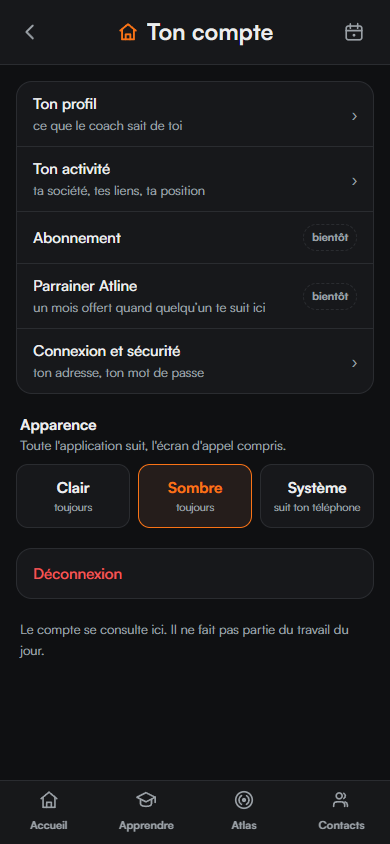 Ton compte
Ton profil
ce que le coach sait de toi
Ton activité
ta société, tes liens, ta position
Abonnement
bientôt
Parrainer Atline
un mois offert quand quelqu'un te suit ici
bientôt
Connexion et sécurité
ton adresse, ton mot de passe
Apparence
Toute l'application suit, l'écran d'appel compris.
Clair
toujours
Sombre
toujours
Système
suit ton téléphone
Déconnexion
Le compte se consulte ici. Il ne fait pas partie du travail du
jour.
Accueil
Apprendre
Atlas
Contacts